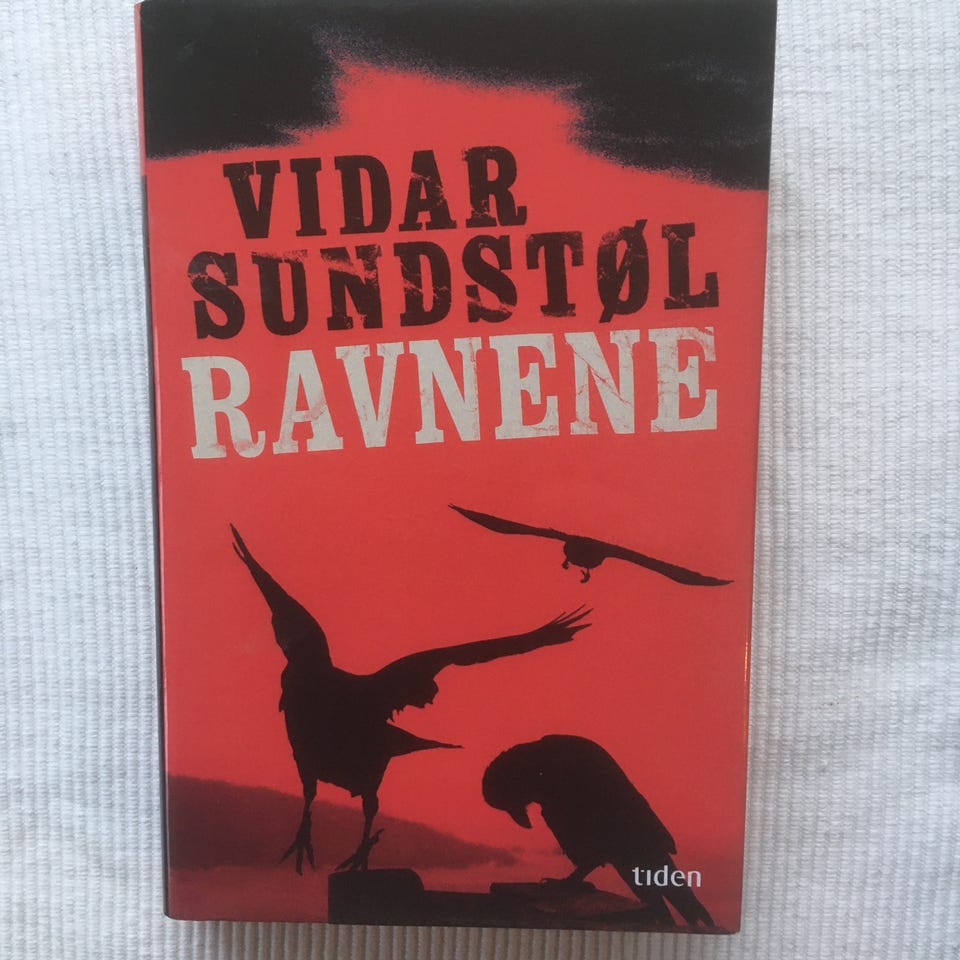 VIDAR
SUNDSTØL
RAVNENE
tiden